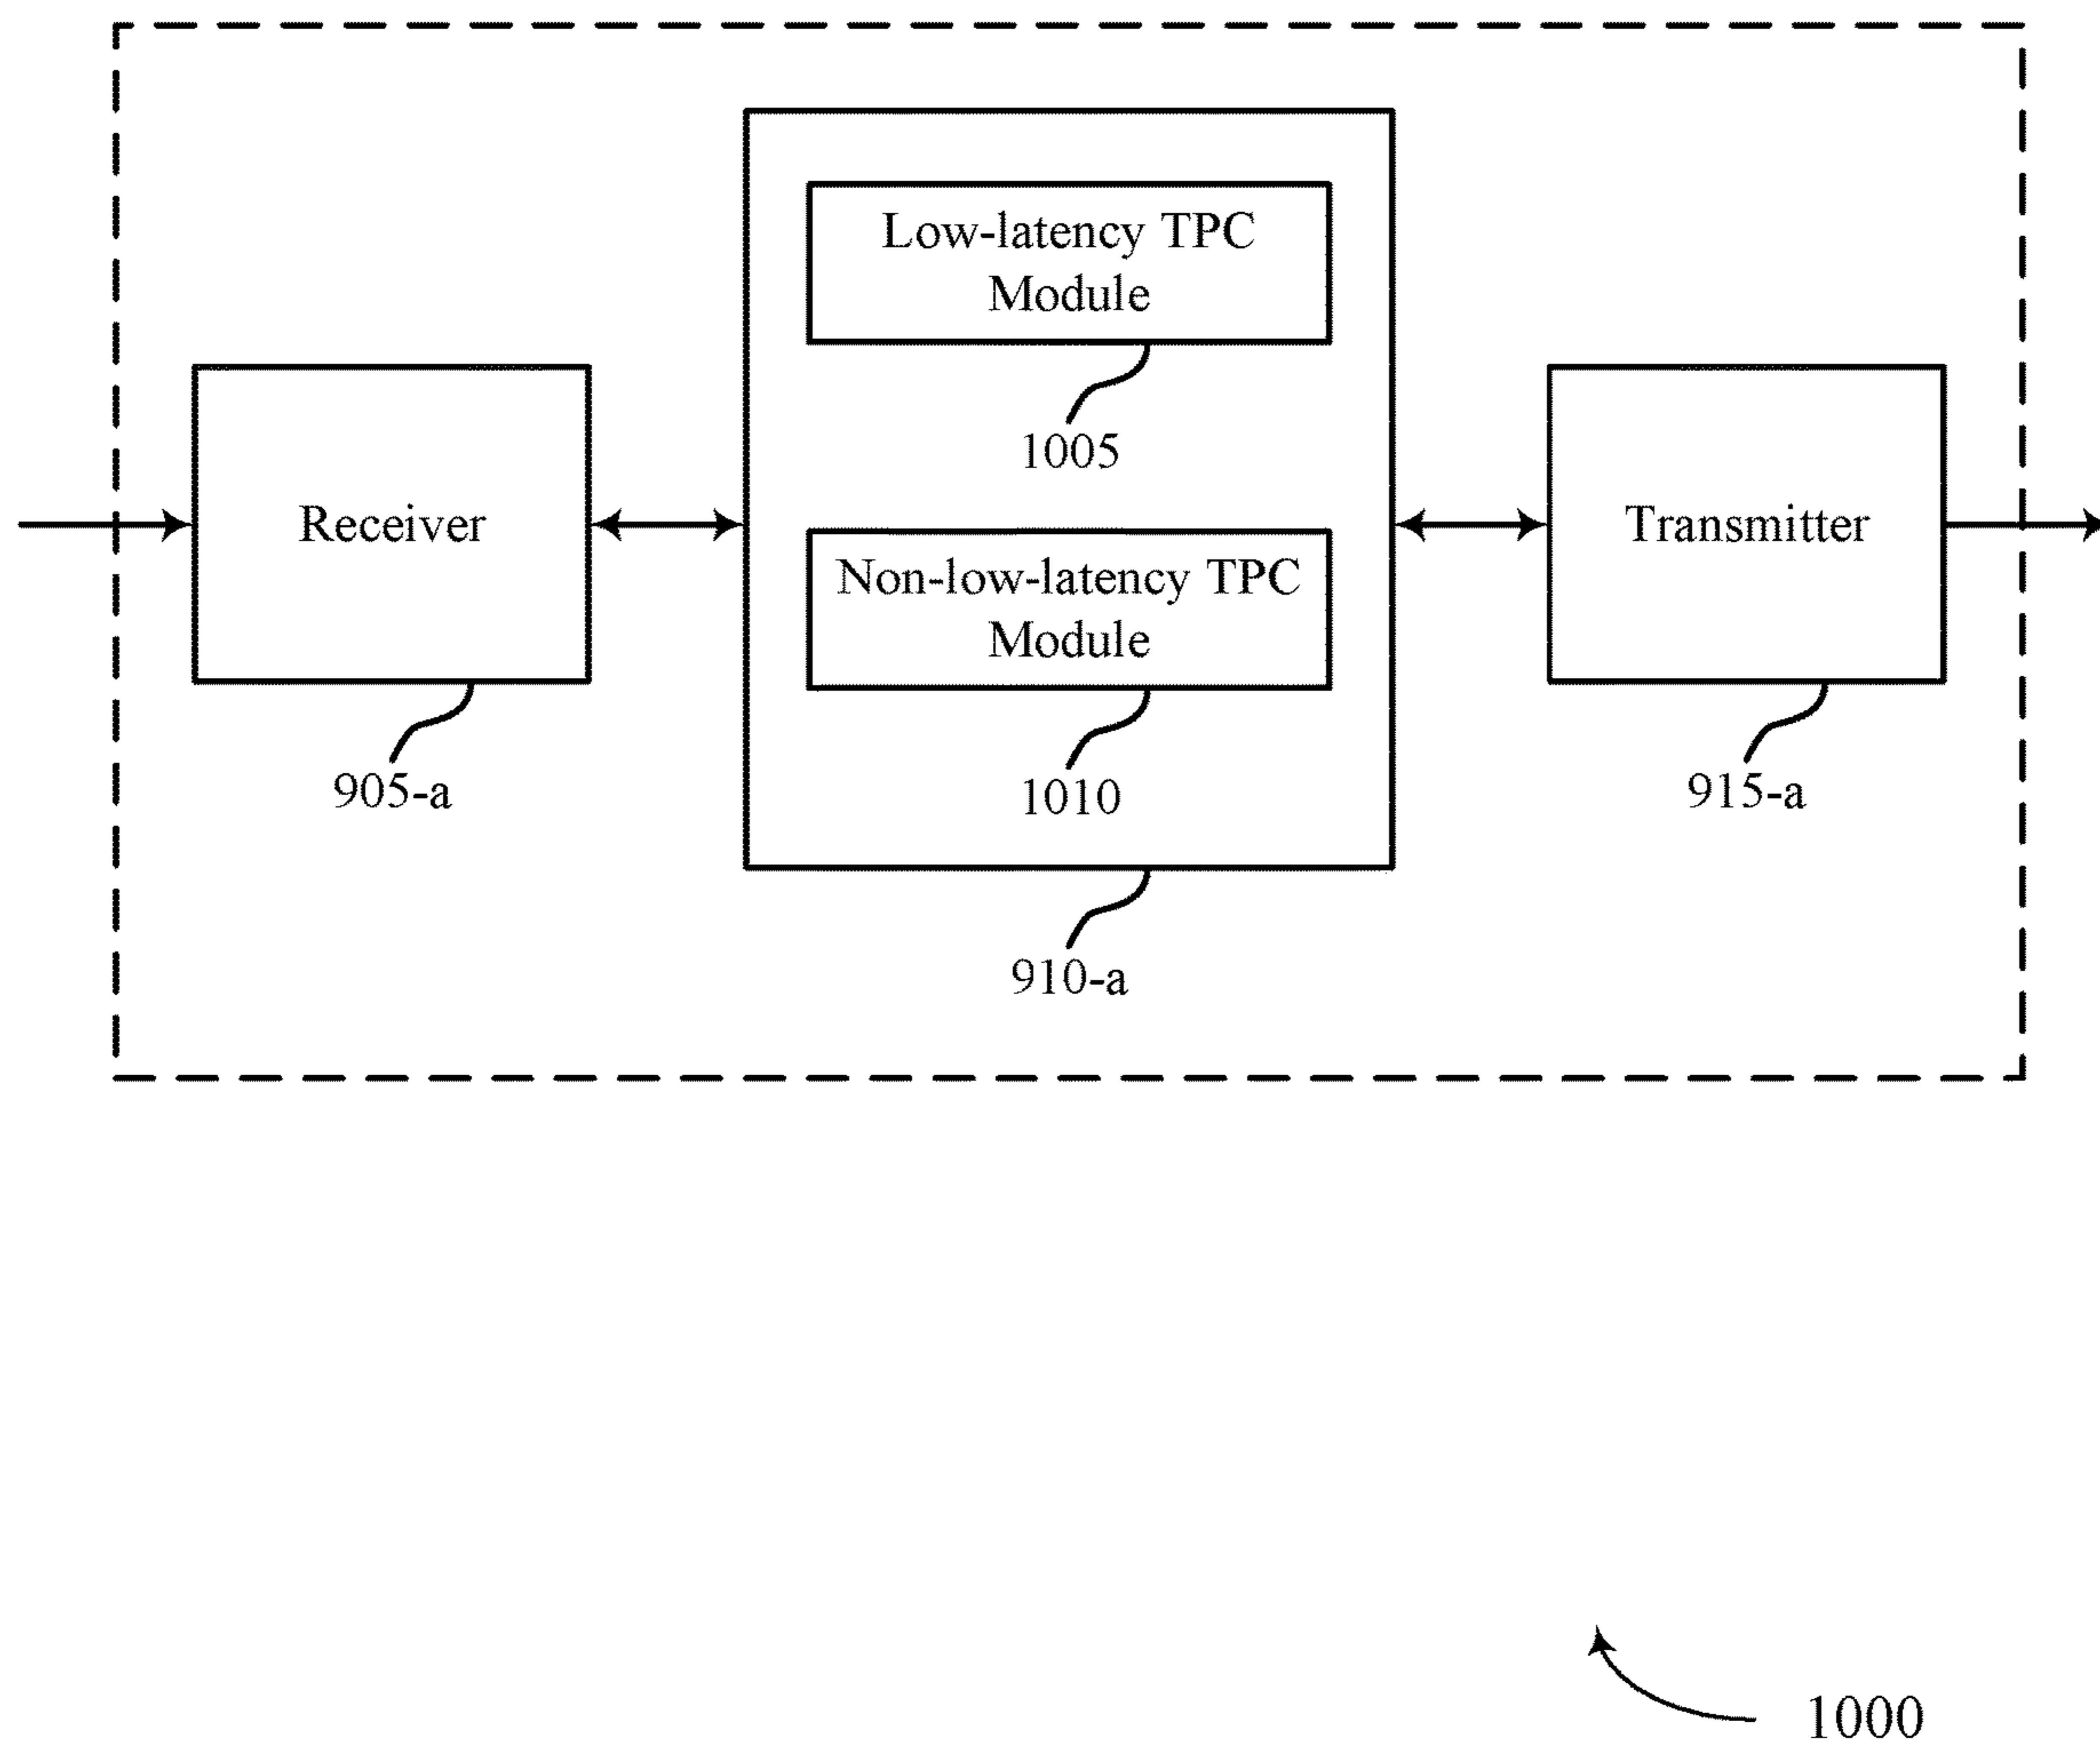 Low-latency TPC
Module
1005
Receiver
Non-low-latency TPC
Module
Transmitter
905-a
1010
915-a
910-a
1000